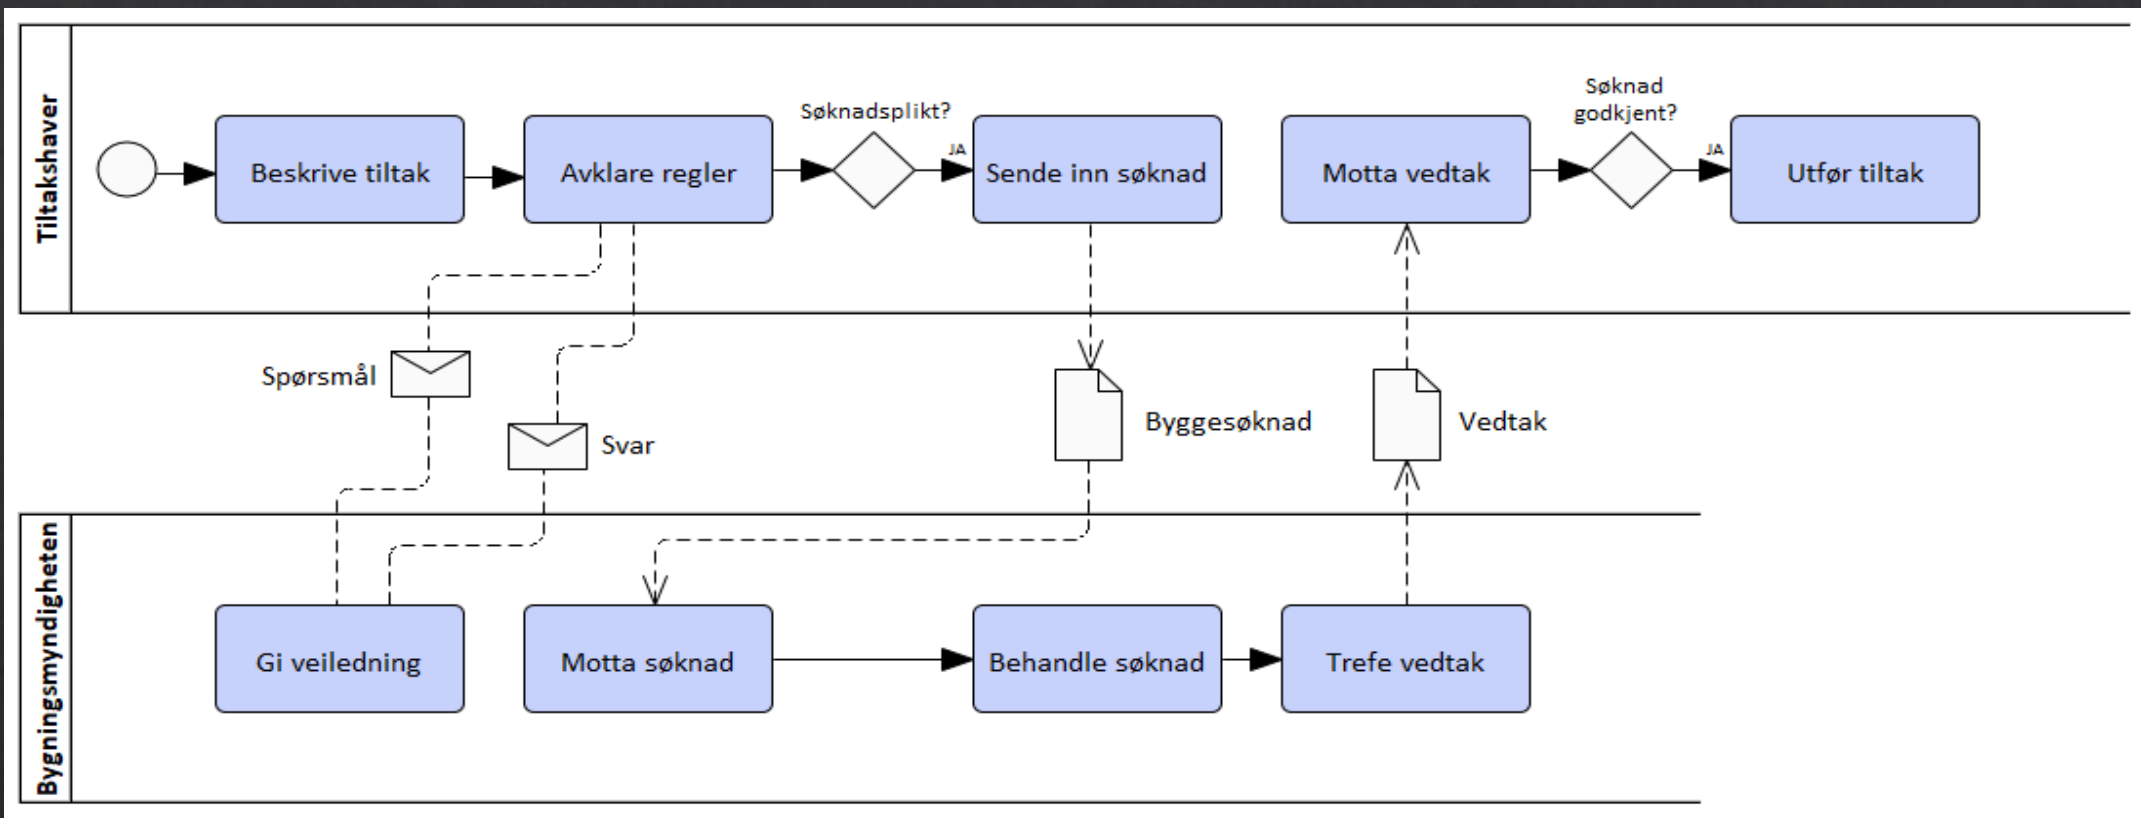 Tiltakshaver
Beskrive tiltak
Avklare regler
Søknadsplikt?
JA
Sende inn søknad
Motta vedtak
Søknad
godkjent?
JA
Utfør tiltak
Spørsmål
Svar
Byggesøknad
Vedtak
Bygningsmyndigheten
Gi veiledning
Motta søknad
Behandle søknad
Trefe vedtak